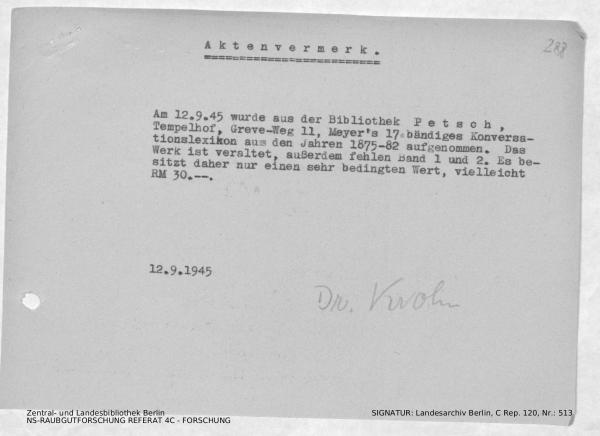 288
Aktenvermerk.
Am 12.9.45 wurde aus der Bibliothek Petsch,
Tempelhof, Greve-Weg 11, Meyer's 17 bändiges Konversa-
tionslexikon aus den Jahren 1875-82 aufgenommen. Das
Werk ist veraltet, außerdem fehlen Band 1 und 2. Es be-
sitzt daher nur einen sehr bedingten Wert, vielleicht
RM 30.--.
12.9.1945
Dr. Krohn
Zentral- und Landesbibliothek Berlin
NS-RAUBGUTFORSCHUNG REFERAT 4C - FORSCHUNG
SIGNATUR: Landesarchiv Berlin, C Rep. 120, Nr.: 513